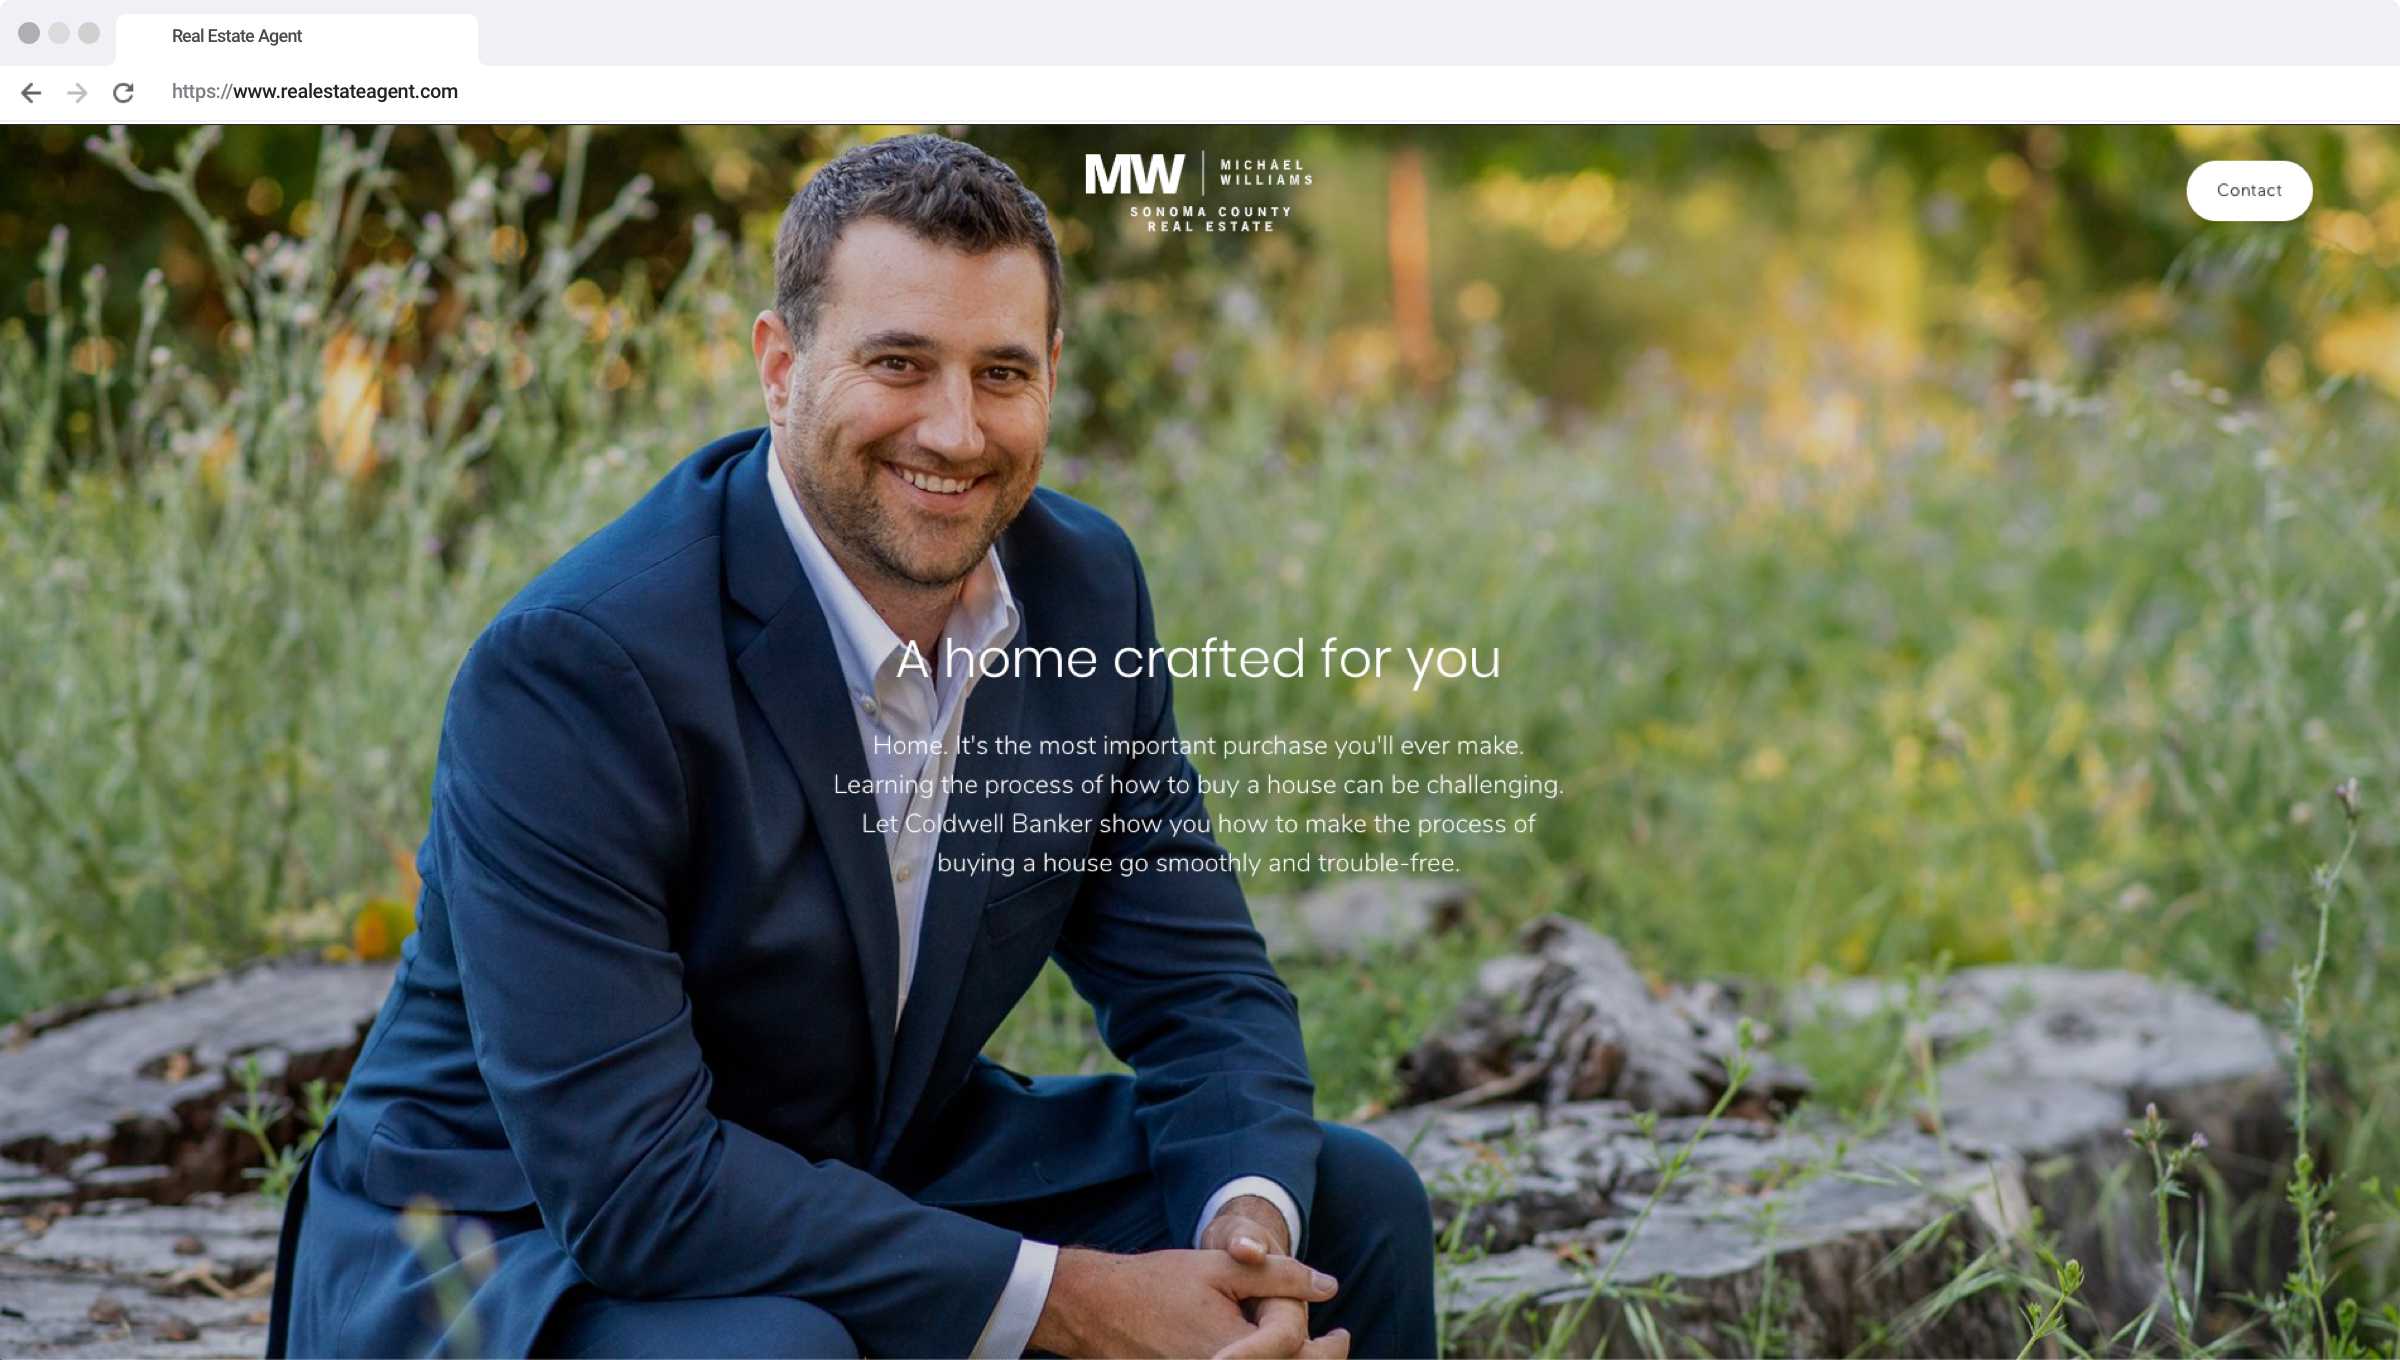 Real Estate Agent
https://www.realestateagent.com
MW
MICHAEL
WILLIAMS
SONOMA COUNTY
REAL ESTATE
Contact
A home crafted for you
Home. It's the most important purchase you'll ever make.
Learning the process of how to buy a house can be challenging.
Let Coldwell Banker show you how to make the process of
buying a house go smoothly and trouble-free.